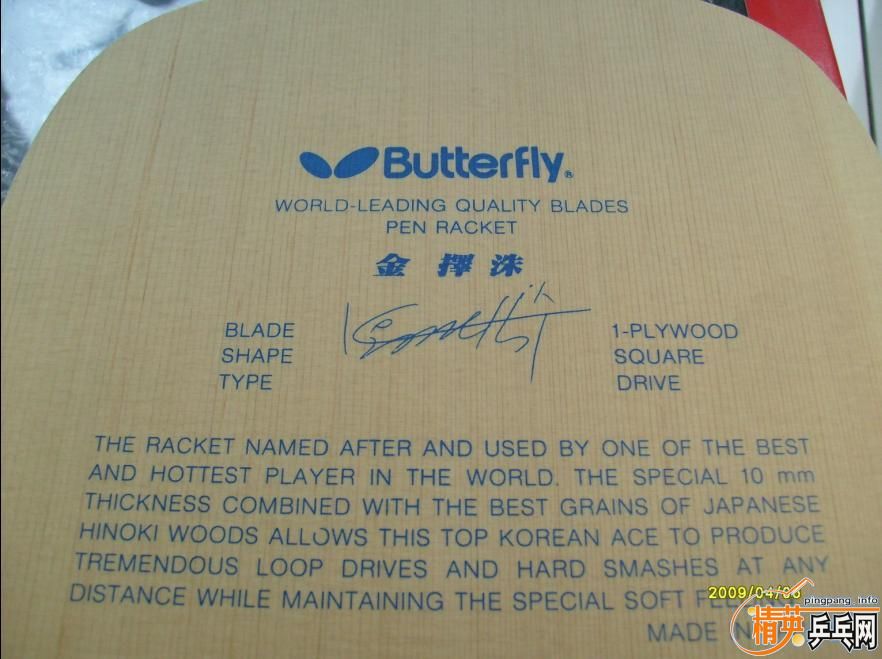 Butterfly®
WORLD-LEADING QUALITY BLADES
PEN RACKET
金 擇 洙
BLADE 1-PLYWOOD
SHAPE SQUARE
TYPE DRIVE
THE RACKET NAMED AFTER AND USED BY ONE OF THE BEST
AND HOTTEST PLAYER IN THE WORLD. THE SPECIAL 10 mm
THICKNESS COMBINED WITH THE BEST GRAINS OF JAPANESE
HINOKI WOODS ALLOWS THIS TOP KOREAN ACE TO PRODUCE
TREMENDOUS LOOP DRIVES AND HARD SMASHES AT ANY
DISTANCE WHILE MAINTAINING THE SPECIAL SOFT
MADE
2009/04/06
pingpang.info
精英乒乓网